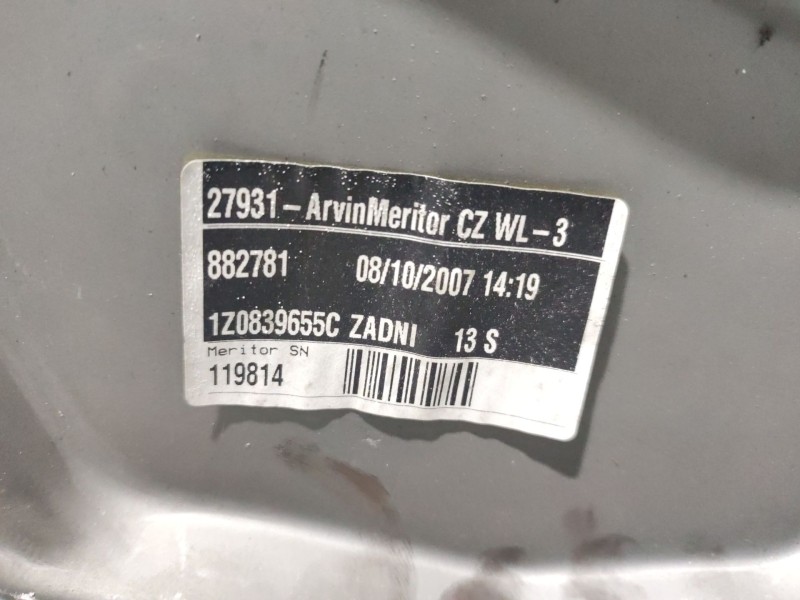 27931-ArvinMeritor CZ WL-3
882781 08/10/2007 14:19
1Z0839655C ZADNI 13 S
Meritor SN
119814